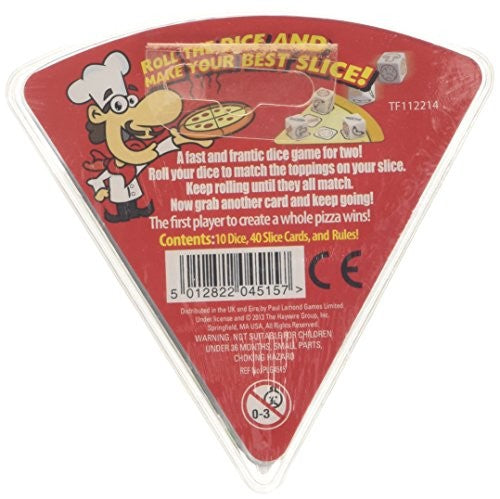 ROLL THE DICE AND
MAKE YOUR BEST SLICE!
TF112214
A fast and frantic dice game for two!
Roll your dice to match the toppings on your slice.
Keep rolling until they all match.
Now grab another card and keep going!
The first player to create a whole pizza wins!
Contents: 10 Dice, 40 Slice Cards, and Rules!
5 012822 045157 >
CE
Distributed in the UK and Eire by Paul Lamond Games Limited.
Under license and © 2013 The Haywire Group, Inc.
Springfield, MA USA, All Rights Reserved.
WARNING. NOT SUITABLE FOR CHILDREN
UNDER 36 MONTHS, SMALL PARTS,
CHOKING HAZARD
REF No:
0-3